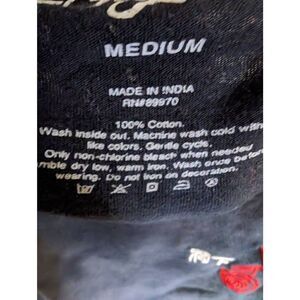 MEDIUM
MADE IN INDIA
RN#89970
100% Cotton.
Wash inside out. Machine wash cold with
like colors. Gentle cycle.
Only non-chlorine bleach when needed
mble dry low, warm iron. Wash once before
wearing. Do not iron on decoration.